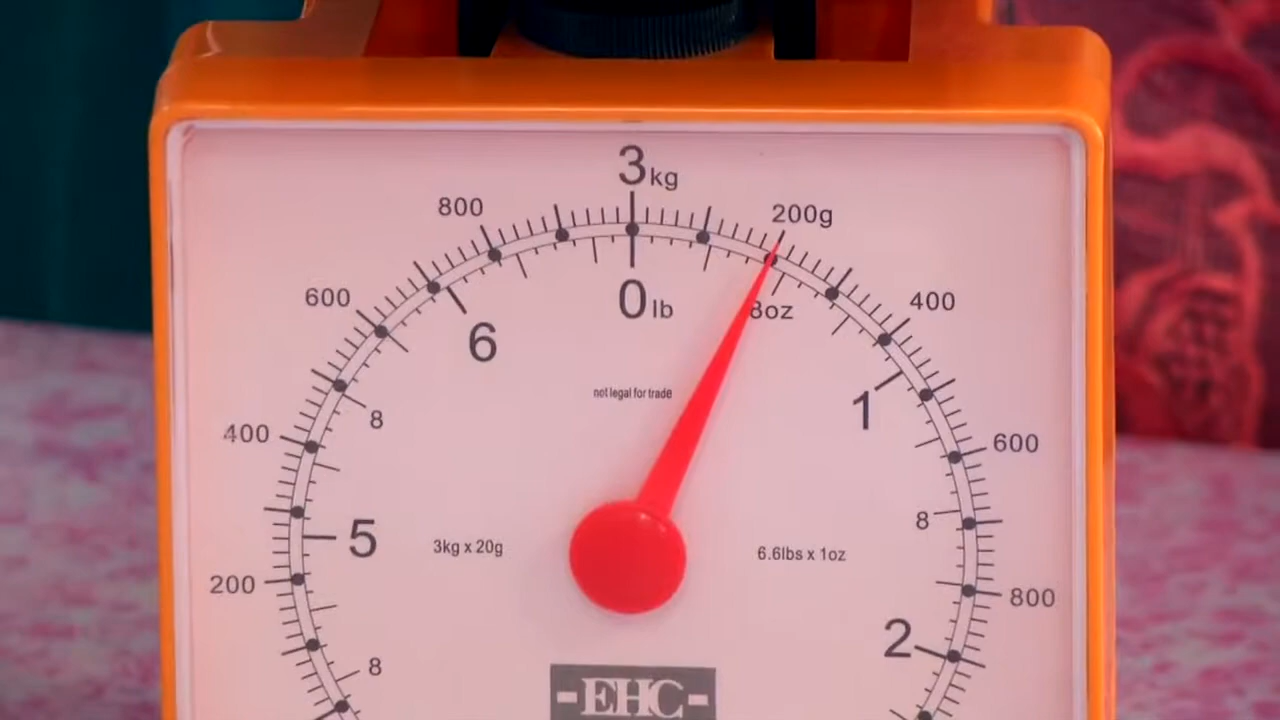 3kg
800
200g
600
0lb
8oz
400
6
not legal for trade
1
8
400
600
5
3kg x 20g
6.6lbs x 1oz
8
200
800
2
8
-EHC-